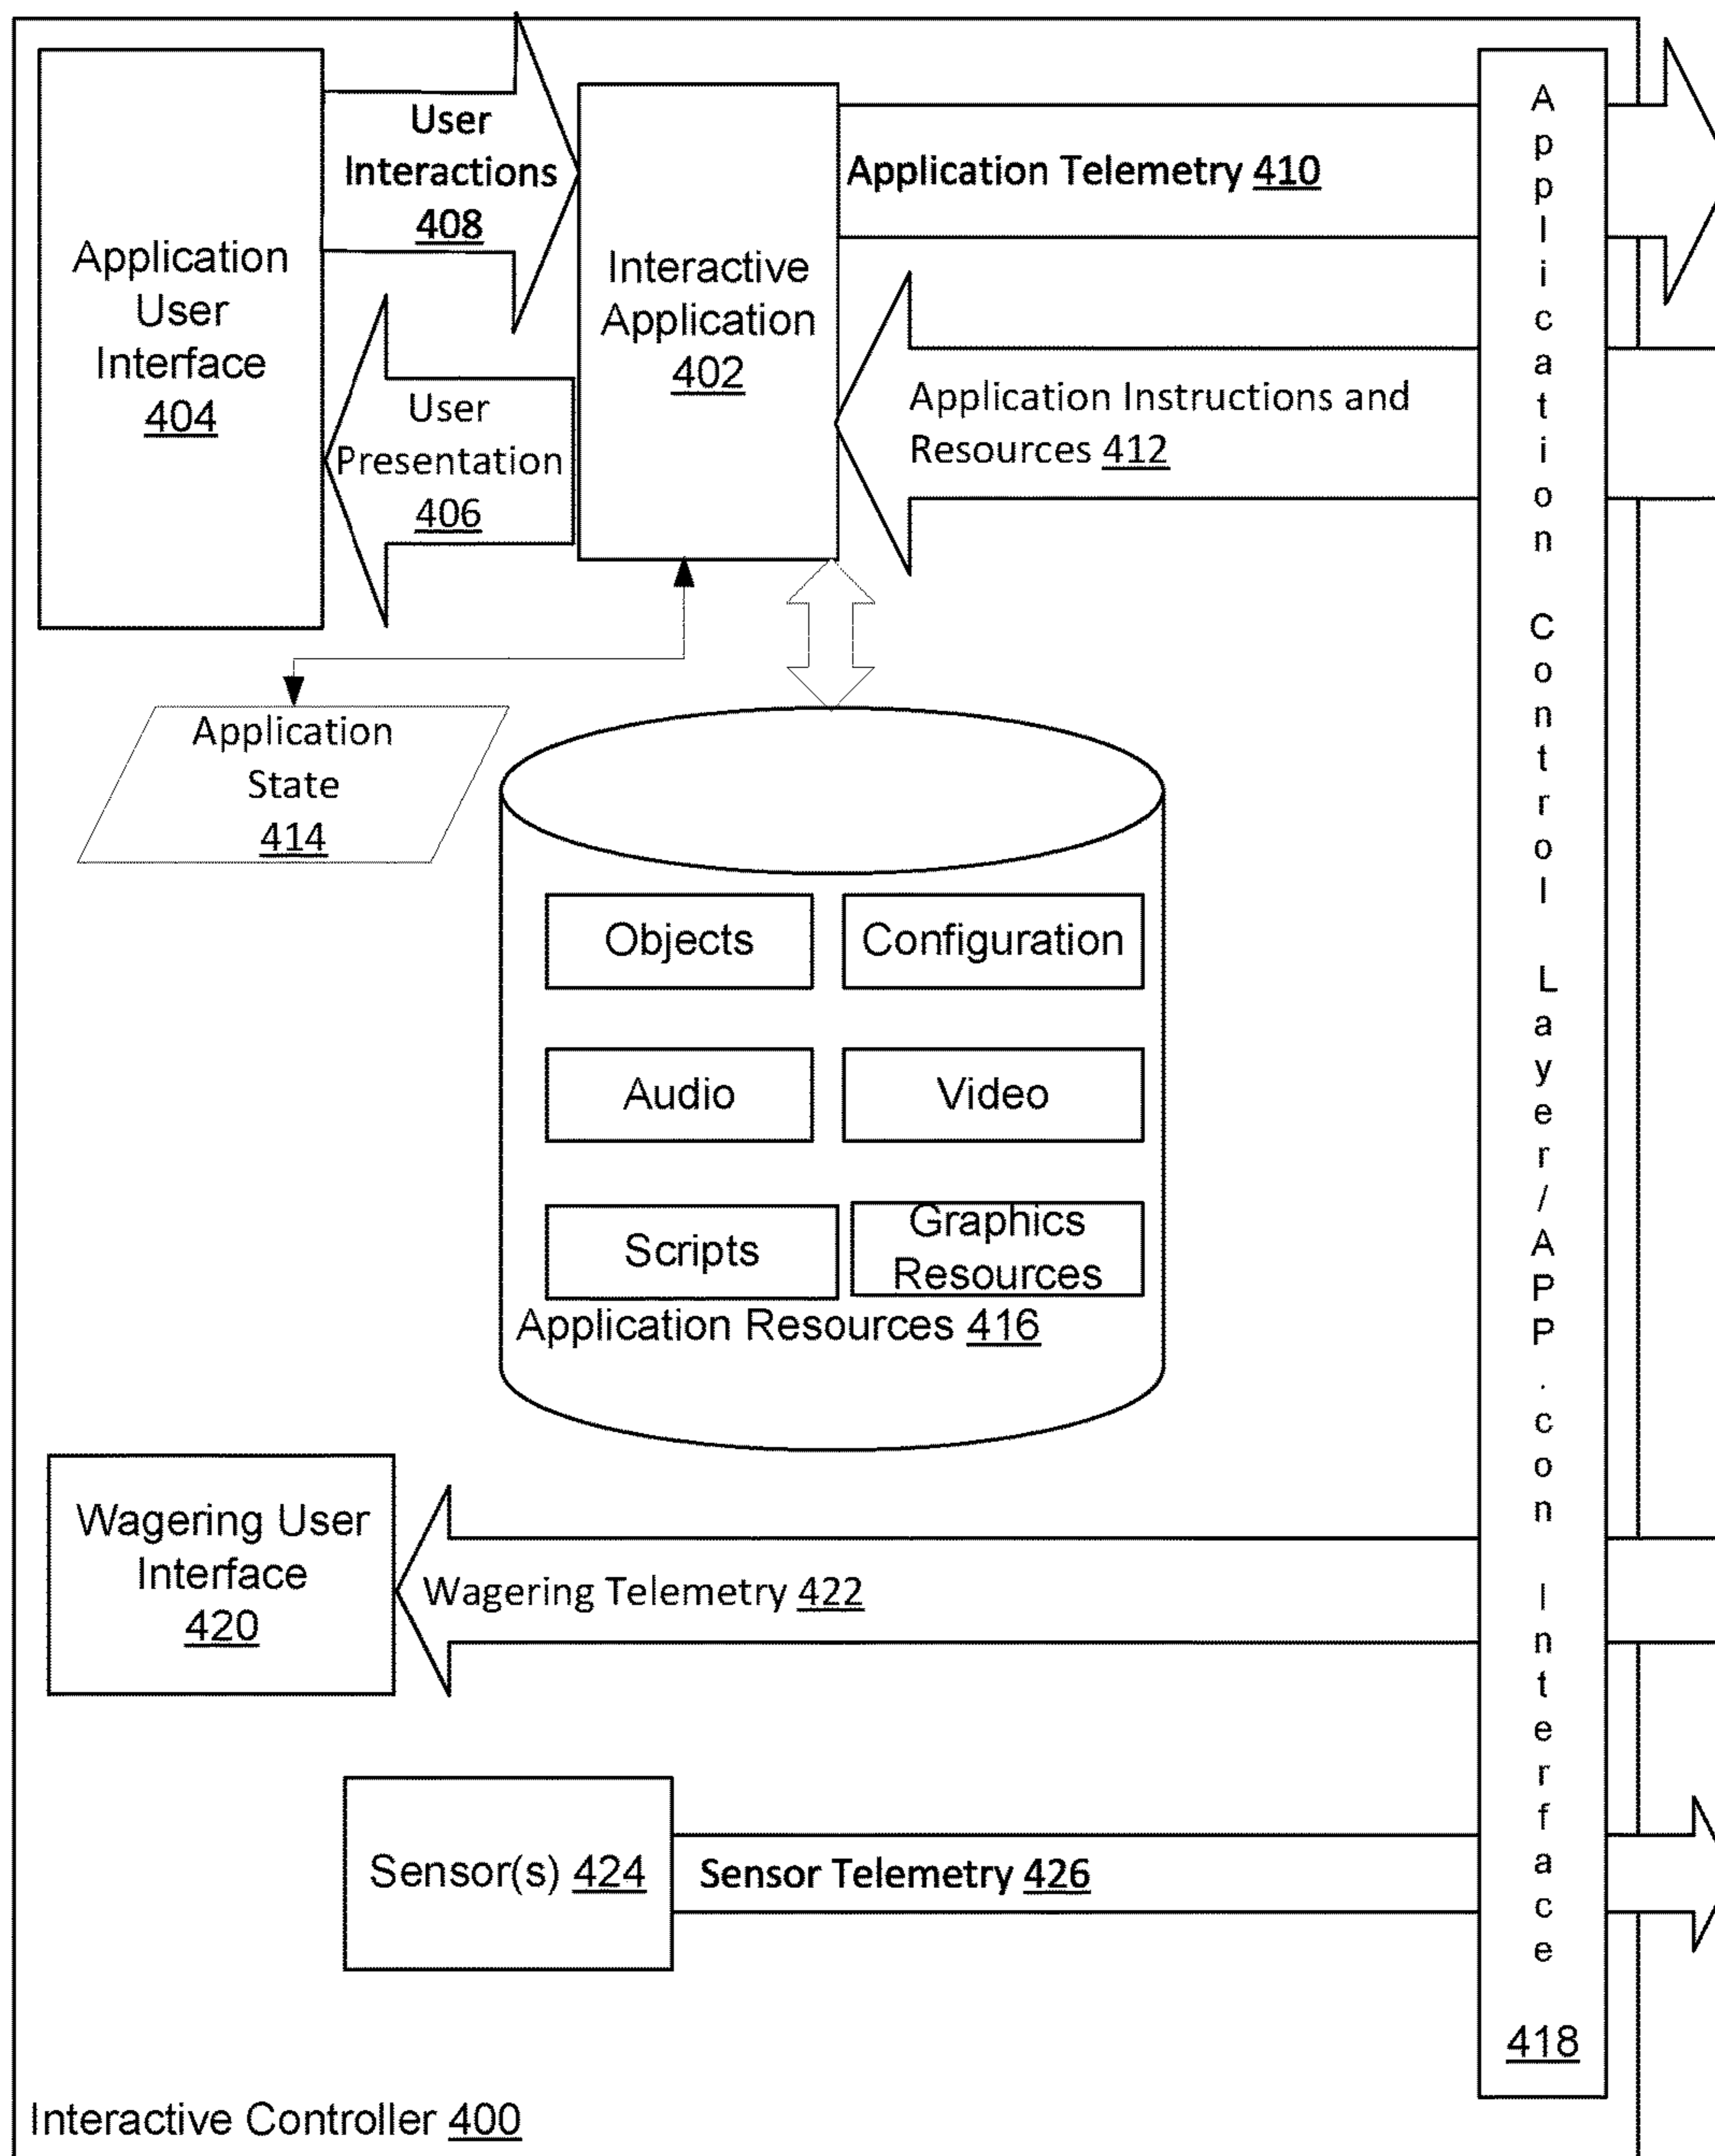 User
Interactions
408
Application
User
Interface
404
Interactive
Application
402
Application Telemetry 410
User
Presentation
406
Application Instructions and
Resources 412
Application
State
414
Objects
Configuration
Audio
Video
Scripts
Graphics
Resources
Application Resources 416
Wagering User
Interface
420
Wagering Telemetry 422
Sensor(s) 424
Sensor Telemetry 426
Application Control Layer/APP.con Interface
418
Interactive Controller 400